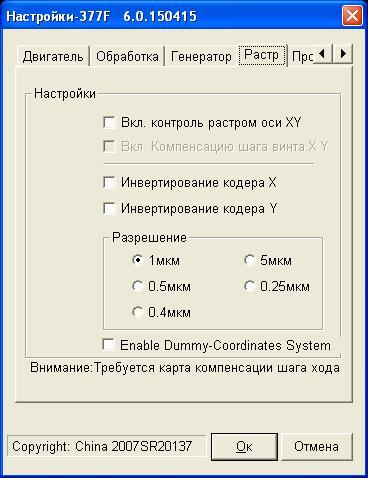 Настройки-377F 6.0.150415
Двигатель Обработка Генератор Растр Про
Настройки
Вкл. контроль растром оси XY
Вкл. Компенсацию шага винта X Y
Инвертирование кодера X
Инвертирование кодера Y
Разрешение
1мкм 5мкм
0.5мкм 0.25мкм
0.4мкм
Enable Dummy-Coordinates System
Внимание:Требуется карта компенсации шага хода
Copyright: China 2007SR20137 Ок Отмена